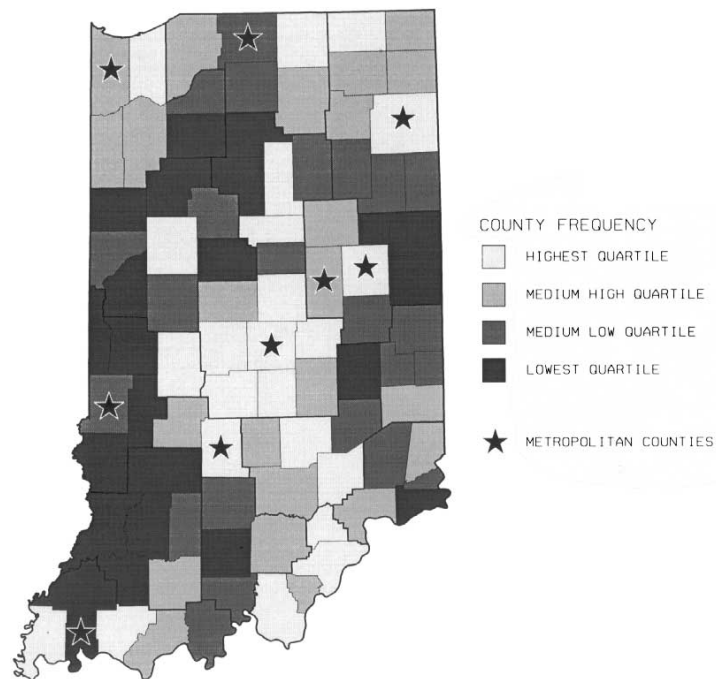 COUNTY FREQUENCY
HIGHEST QUARTILE
MEDIUM HIGH QUARTILE
MEDIUM LOW QUARTILE
LOWEST QUARTILE
METROPOLITAN COUNTIES